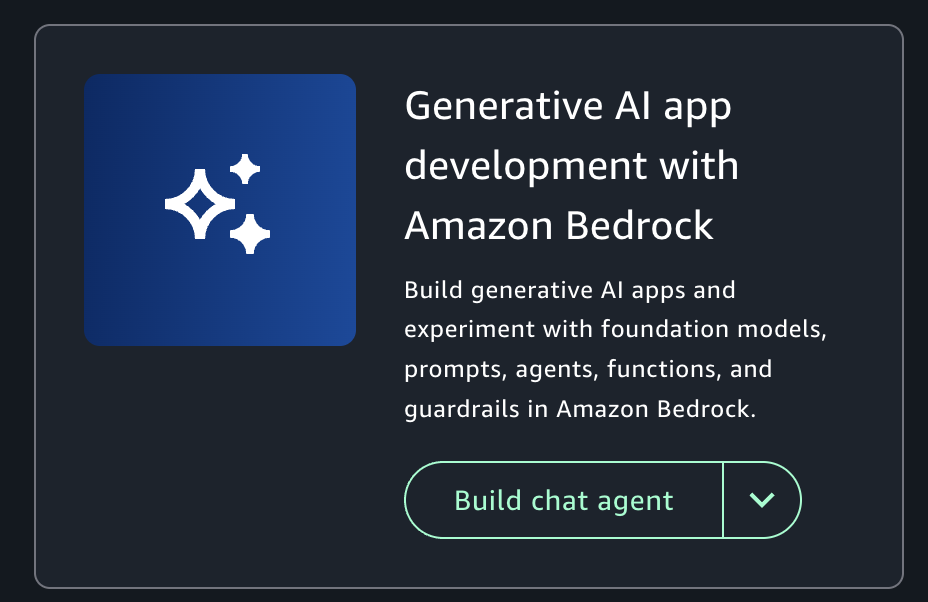 Generative AI app
development with
Amazon Bedrock
Build generative AI apps and
experiment with foundation models,
prompts, agents, functions, and
guardrails in Amazon Bedrock.
Build chat agent